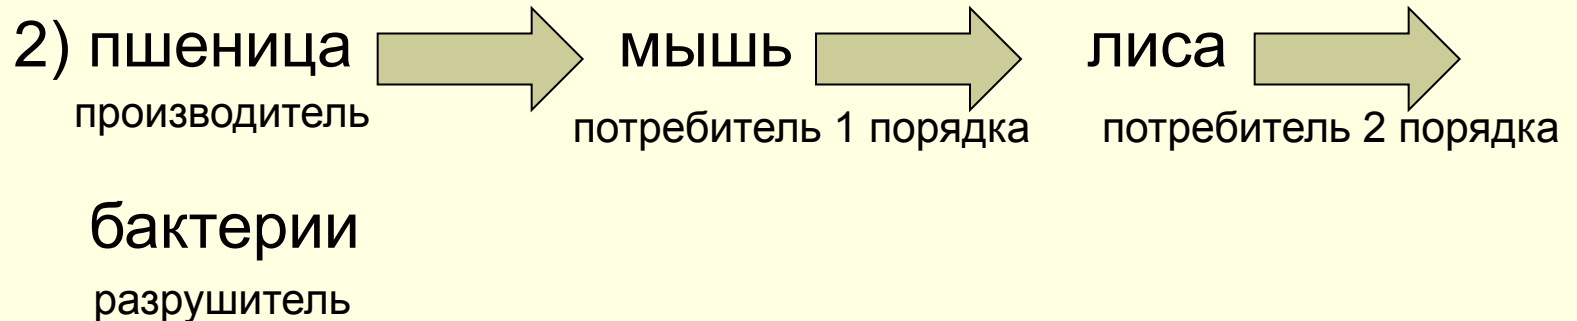 2) пшеница мышь лиса
производитель потребитель 1 порядка потребитель 2 порядка
бактерии
разрушитель